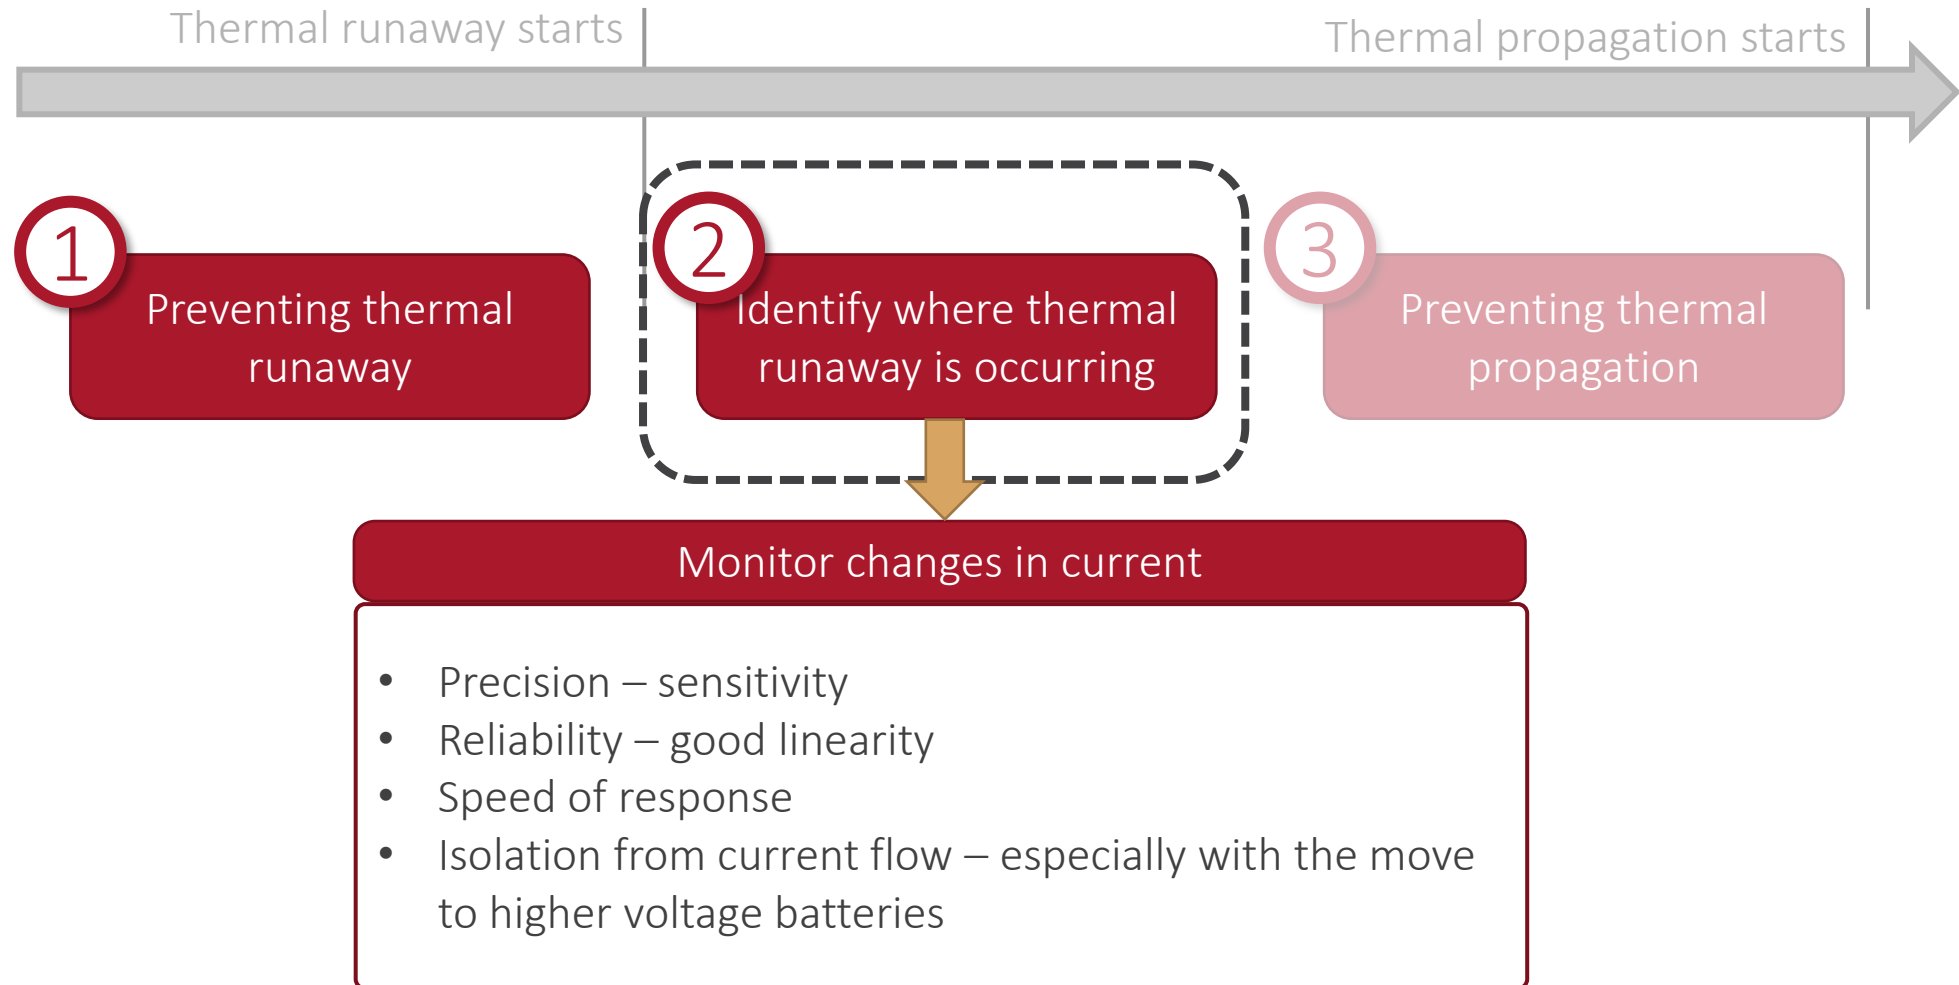 Thermal runaway starts
Thermal propagation starts
1
Preventing thermal
runaway
2
Identify where thermal
runaway is occurring
3
Preventing thermal
propagation
Monitor changes in current
• Precision – sensitivity
• Reliability – good linearity
• Speed of response
• Isolation from current flow – especially with the move
to higher voltage batteries